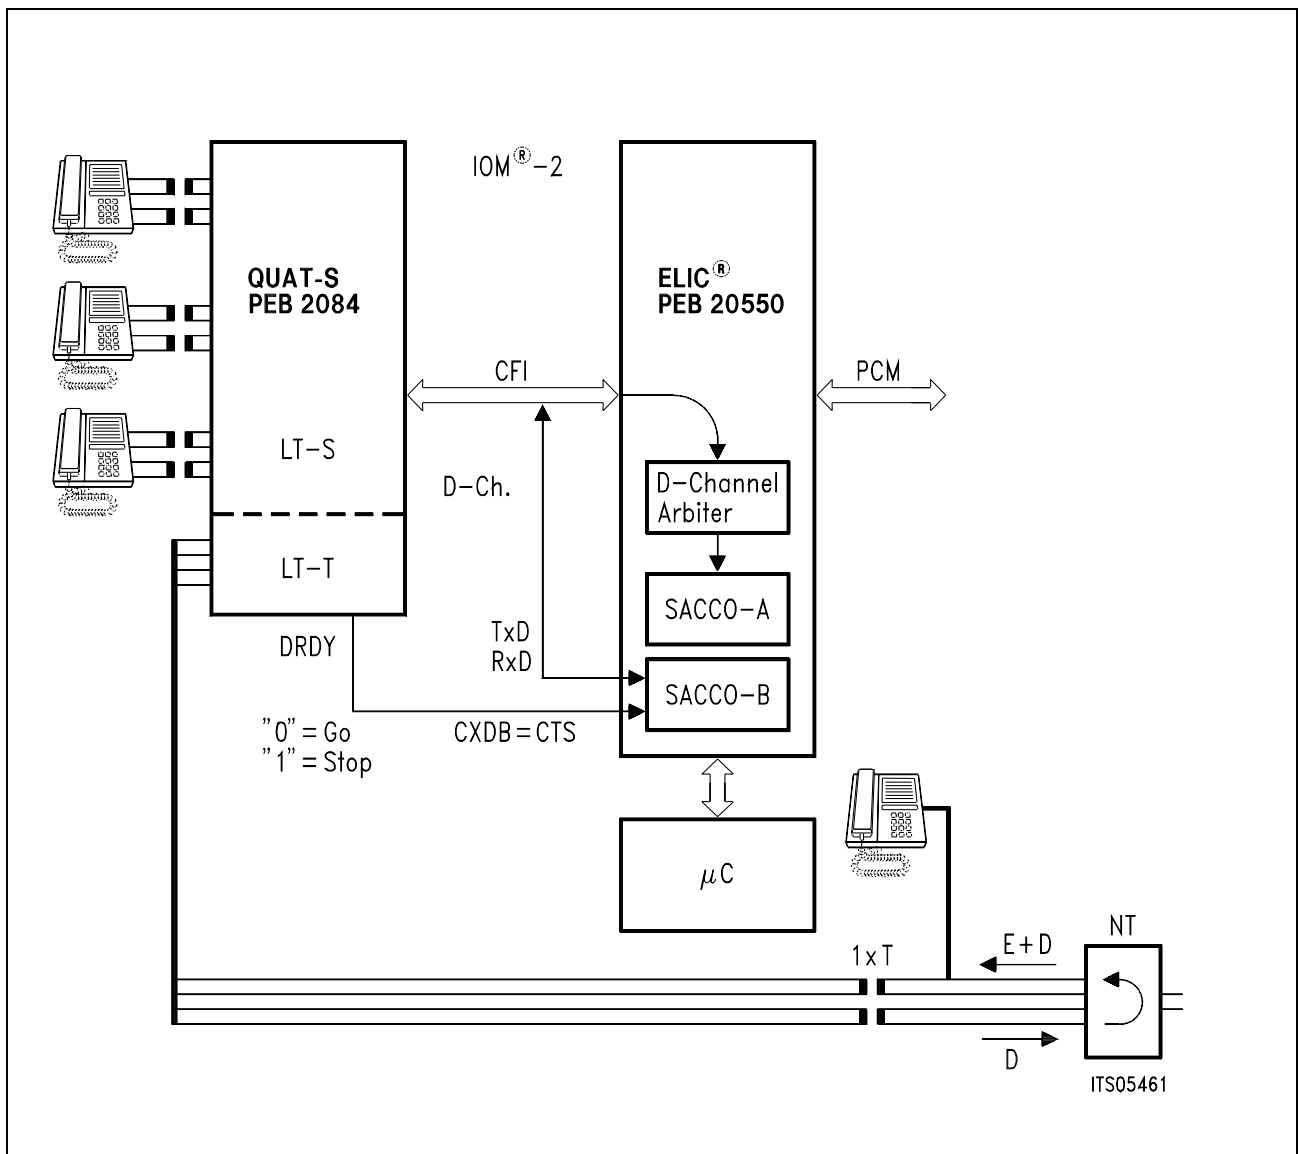 IOM®-2
QUAT-S
PEB 2084
ELIC®
PEB 20550
CFI
PCM
LT-S
D-Ch.
D-Channel
Arbiter
LT-T
SACCO-A
DRDY
TxD
RxD
SACCO-B
"0" = Go
"1" = Stop
CXDB = CTS
μC
NT
1xT
E+D
D
ITS05461